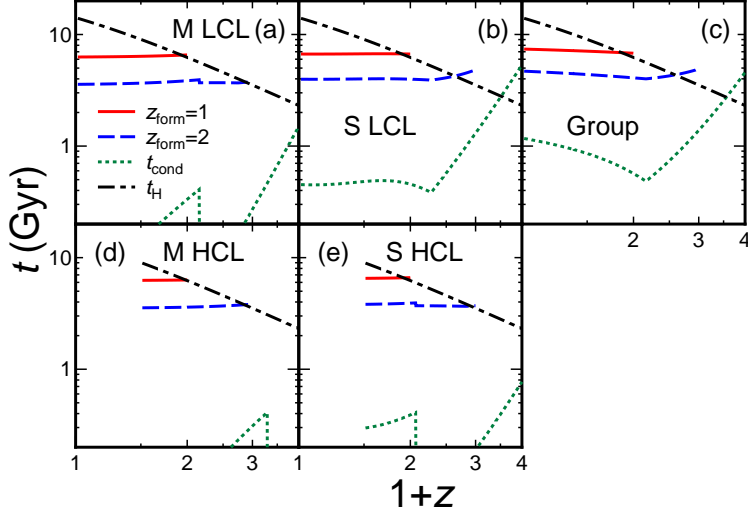 M LCL (a)
(b)
(c)
10
z_form=1
z_form=2
t_cond
t_H
S LCL
Group
1
t (Gyr)
2
3
4
(d)
M HCL
(e)
S HCL
10
1
1
2
3
1
2
3
4
1+z